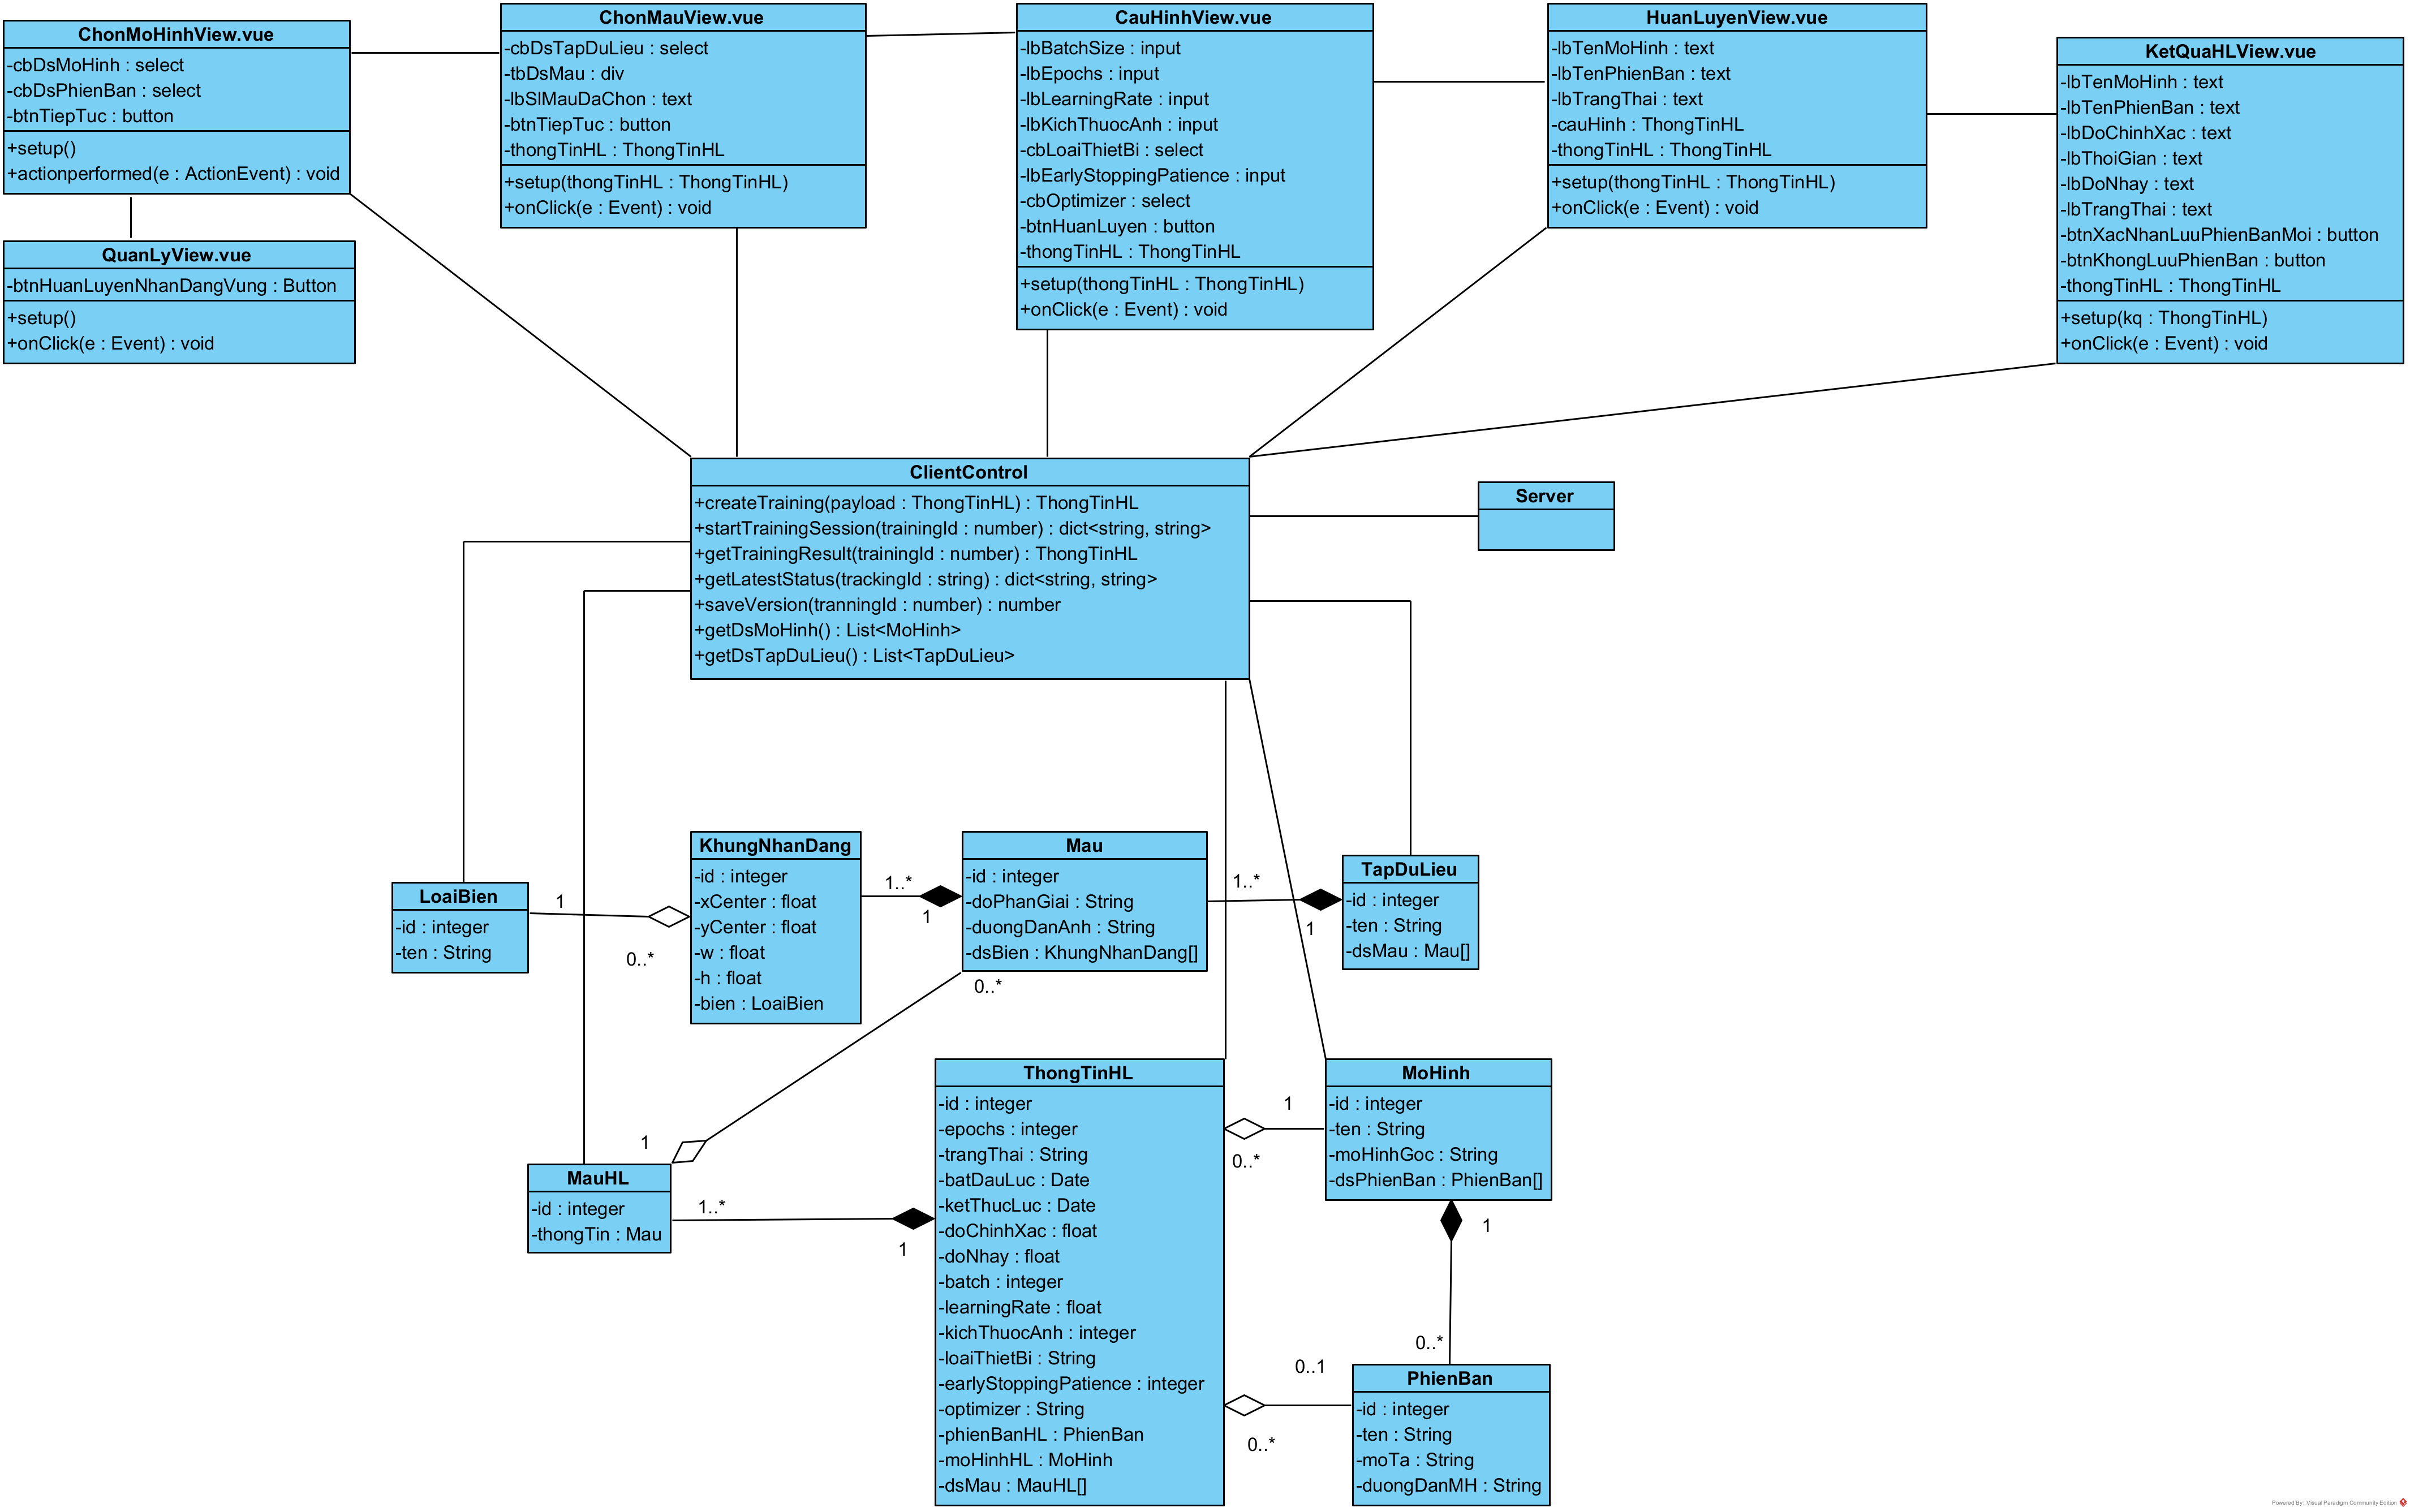 ChonMoHinhView.vue
-cbDsMoHinh : select
-cbDsPhienBan : select
-btnTiepTuc : button
+setup()
+actionperformed(e : ActionEvent) : void
QuanLyView.vue
-btnHuanLuyenNhanDangVung : Button
+setup()
+onClick(e : Event) : void
ChonMauView.vue
-cbDsTapDuLieu : select
-tbDsMau : div
-lbSlMauDaChon : text
-btnTiepTuc : button
-thongTinHL : ThongTinHL
+setup(thongTinHL : ThongTinHL)
+onClick(e : Event) : void
CauHinhView.vue
-lbBatchSize : input
-lbEpochs : input
-lbLearningRate : input
-lbKichThuocAnh : input
-cbLoaiThietBi : select
-lbEarlyStoppingPatience : input
-cbOptimizer : select
-btnHuanLuyen : button
-thongTinHL : ThongTinHL
+setup(thongTinHL : ThongTinHL)
+onClick(e : Event) : void
HuanLuyenView.vue
-lbTenMoHinh : text
-lbTenPhienBan : text
-lbTrangThai : text
-cauHinh : ThongTinHL
-thongTinHL : ThongTinHL
+setup(thongTinHL : ThongTinHL)
+onClick(e : Event) : void
KetQuaHLView.vue
-lbTenMoHinh : text
-lbTenPhienBan : text
-lbDoChinhXac : text
-lbThoiGian : text
-lbDoNhay : text
-lbTrangThai : text
-btnXacNhanLuuPhienBanMoi : button
-btnKhongLuuPhienBan : button
-thongTinHL : ThongTinHL
+setup(kq : ThongTinHL)
+onClick(e : Event) : void
ClientControl
+createTraining(payload : ThongTinHL) : ThongTinHL
+startTrainingSession(trainingId : number) : dict<string, string>
+getTrainingResult(trainingId : number) : ThongTinHL
+getLatestStatus(trackingId : string) : dict<string, string>
+saveVersion(tranningId : number) : number
+getDsMoHinh() : List<MoHinh>
+getDsTapDuLieu() : List<TapDuLieu>
Server
LoaiBien
-id : integer
-ten : String
1
0..*
KhungNhanDang
-id : integer
-xCenter : float
-yCenter : float
-w : float
-h : float
-bien : LoaiBien
1..*
1
Mau
-id : integer
-doPhanGiai : String
-duongDanAnh : String
-dsBien : KhungNhanDang[]
0..*
1..*
1
TapDuLieu
-id : integer
-ten : String
-dsMau : Mau[]
1
MauHL
-id : integer
-thongTin : Mau
1..*
1
ThongTinHL
-id : integer
-epochs : integer
-trangThai : String
-batDauLuc : Date
-ketThucLuc : Date
-doChinhXac : float
-doNhay : float
-batch : integer
-learningRate : float
-kichThuocAnh : integer
-loaiThietBi : String
-earlyStoppingPatience : integer
-optimizer : String
-phienBanHL : PhienBan
-moHinhHL : MoHinh
-dsMau : MauHL[]
1
0..*
MoHinh
-id : integer
-ten : String
-moHinhGoc : String
-dsPhienBan : PhienBan[]
1
0..*
0..1
0..*
PhienBan
-id : integer
-ten : String
-moTa : String
-duongDanMH : String
Powered By: Visual Paradigm Community Edition